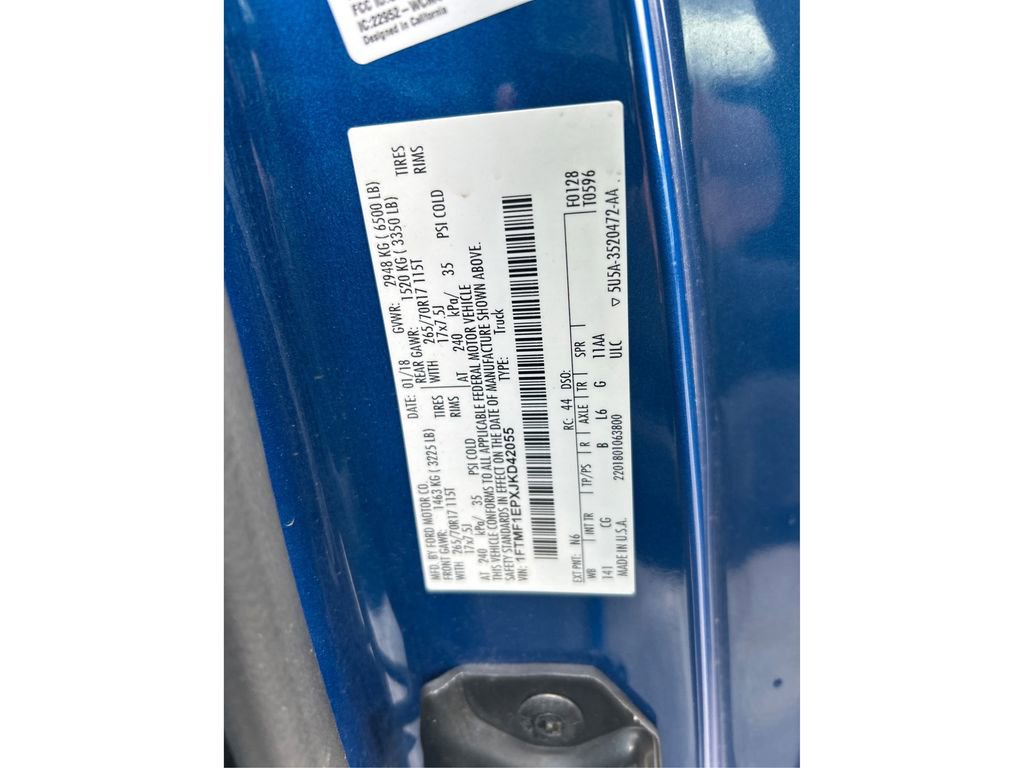 FCC ID:
IC:22952-WCM
Designed in California
MFD. BY FORD MOTOR CO.
DATE: 01/18
GVWR: 2948 KG ( 6500 LB)
FRONT GAWR: 1463 KG ( 3225 LB)
REAR GAWR: 1520 KG ( 3350 LB)
WITH 265/70R17 115T TIRES
WITH 265/70R17 115T TIRES
17x7.5J RIMS
17x7.5J RIMS
AT 240 kPa/ 35 PSI COLD
AT 240 kPa/ 35 PSI COLD
THIS VEHICLE CONFORMS TO ALL APPLICABLE FEDERAL MOTOR VEHICLE
SAFETY STANDARDS IN EFFECT ON THE DATE OF MANUFACTURE SHOWN ABOVE.
VIN: 1FTMF1EPXJKD42055
TYPE: Truck
F0128
T0596
EXT PNT: N6
RC: 44 DSO:
WB INT TR TP/PS R AXLE TR SPR
141 CG B L6 G 11AA
MADE IN U.S.A. 2201801063800 ULC
▽ 5U5A-3520472-AA